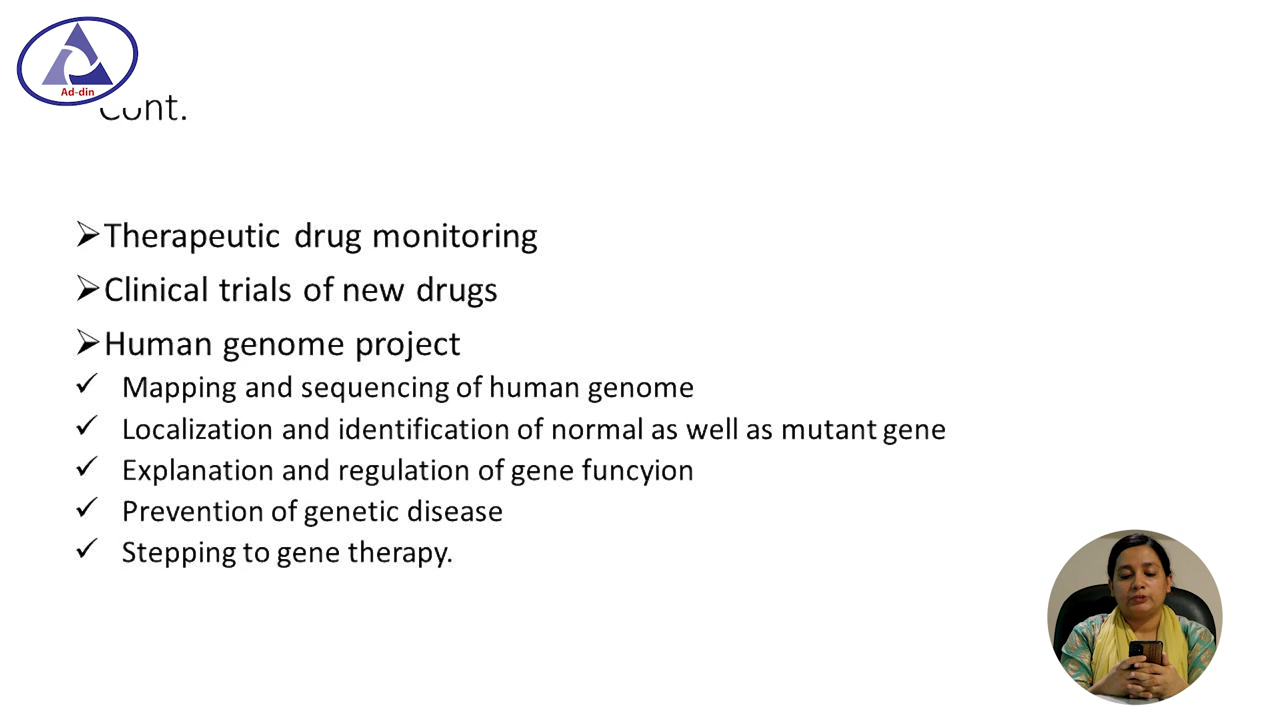 Ad-din
Cont.
Therapeutic drug monitoring
Clinical trials of new drugs
Human genome project
Mapping and sequencing of human genome
Localization and identification of normal as well as mutant gene
Explanation and regulation of gene funcyion
Prevention of genetic disease
Stepping to gene therapy.